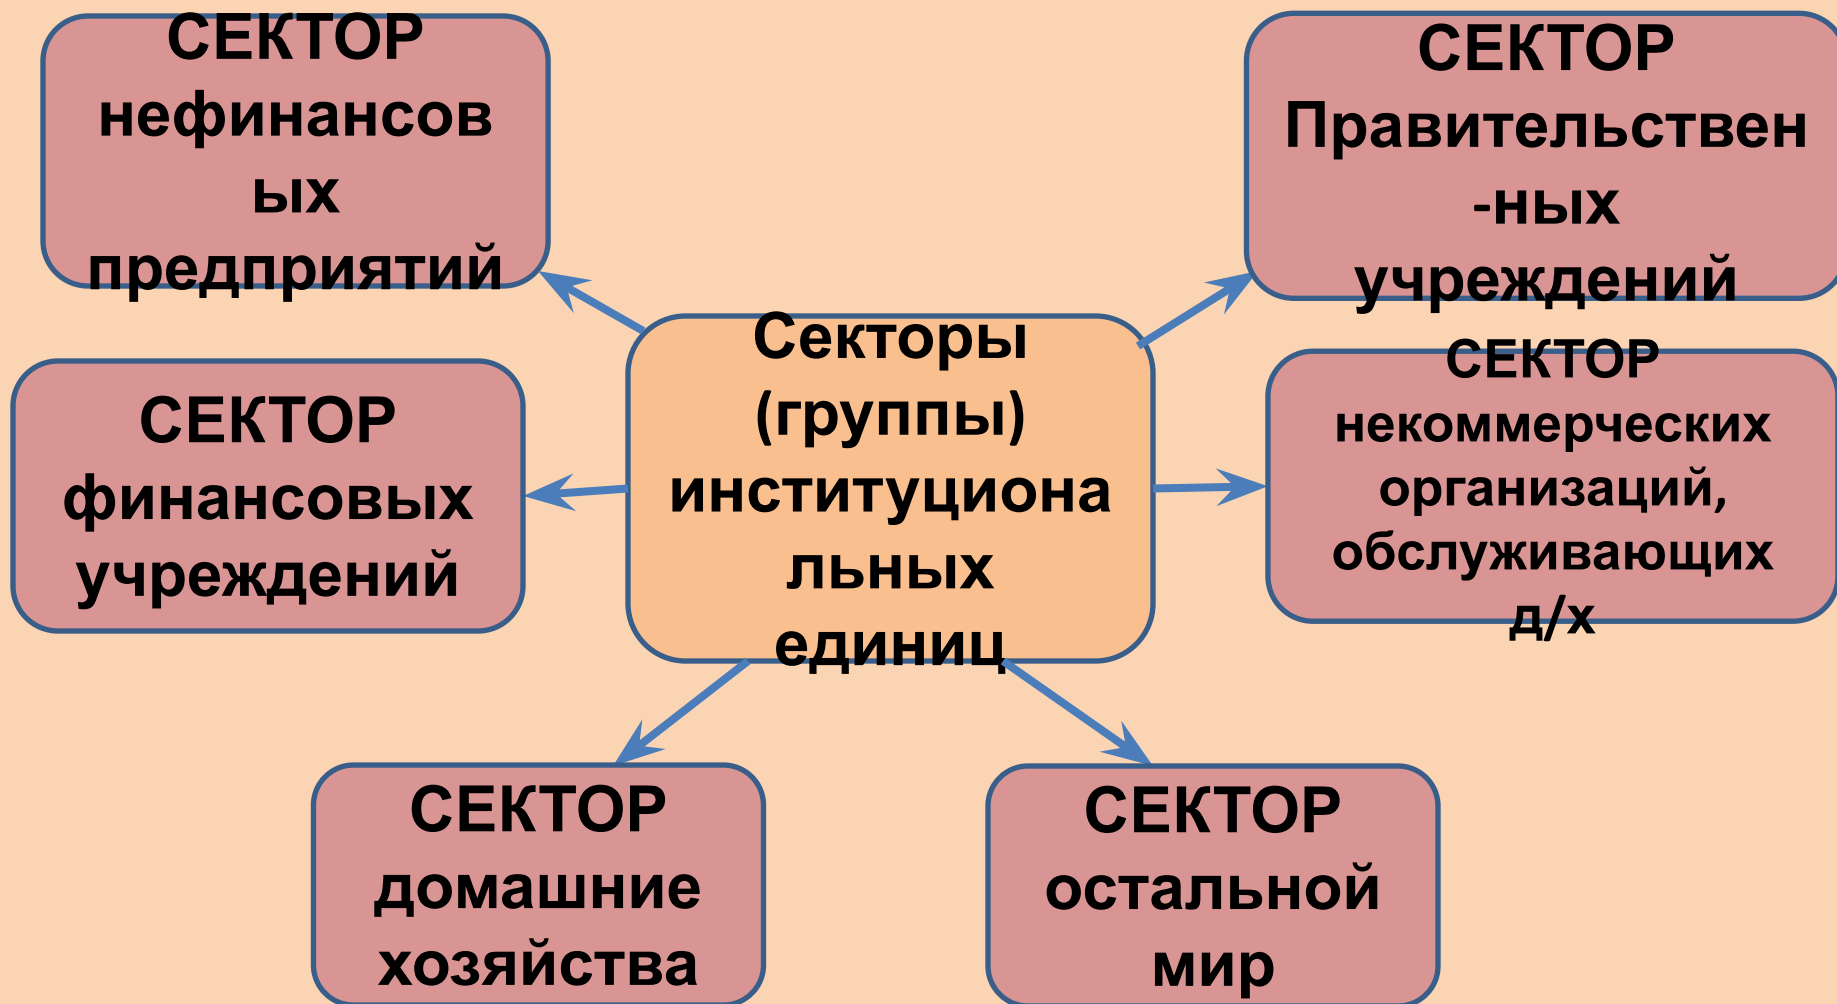 СЕКТОР
нефинансов
ых
предприятий
СЕКТОР
Правительствен
-ных
учреждений
Секторы
(группы)
институциона
льных
единиц
СЕКТОР
финансовых
учреждений
СЕКТОР
некоммерческих
организаций,
обслуживающих
д/х
СЕКТОР
домашние
хозяйства
СЕКТОР
остальной
мир